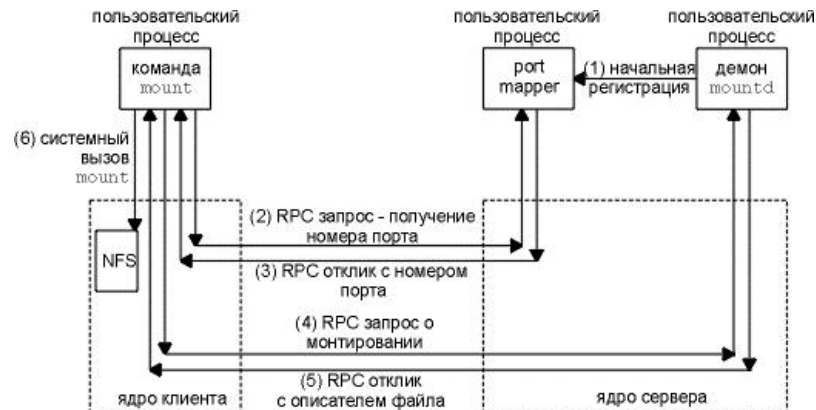 пользовательский
процесс
пользовательский
процесс
пользовательский
процесс
команда
mount
port
mapper
(1) начальная
регистрация
демон
mountd
(6) системный
вызов
mount
(2) RPC запрос - получение
номера порта
NFS
(3) RPC отклик с номером
порта
(4) RPC запрос о
монтировании
(5) RPC отклик
с описателем файла
ядро клиента
ядро сервера